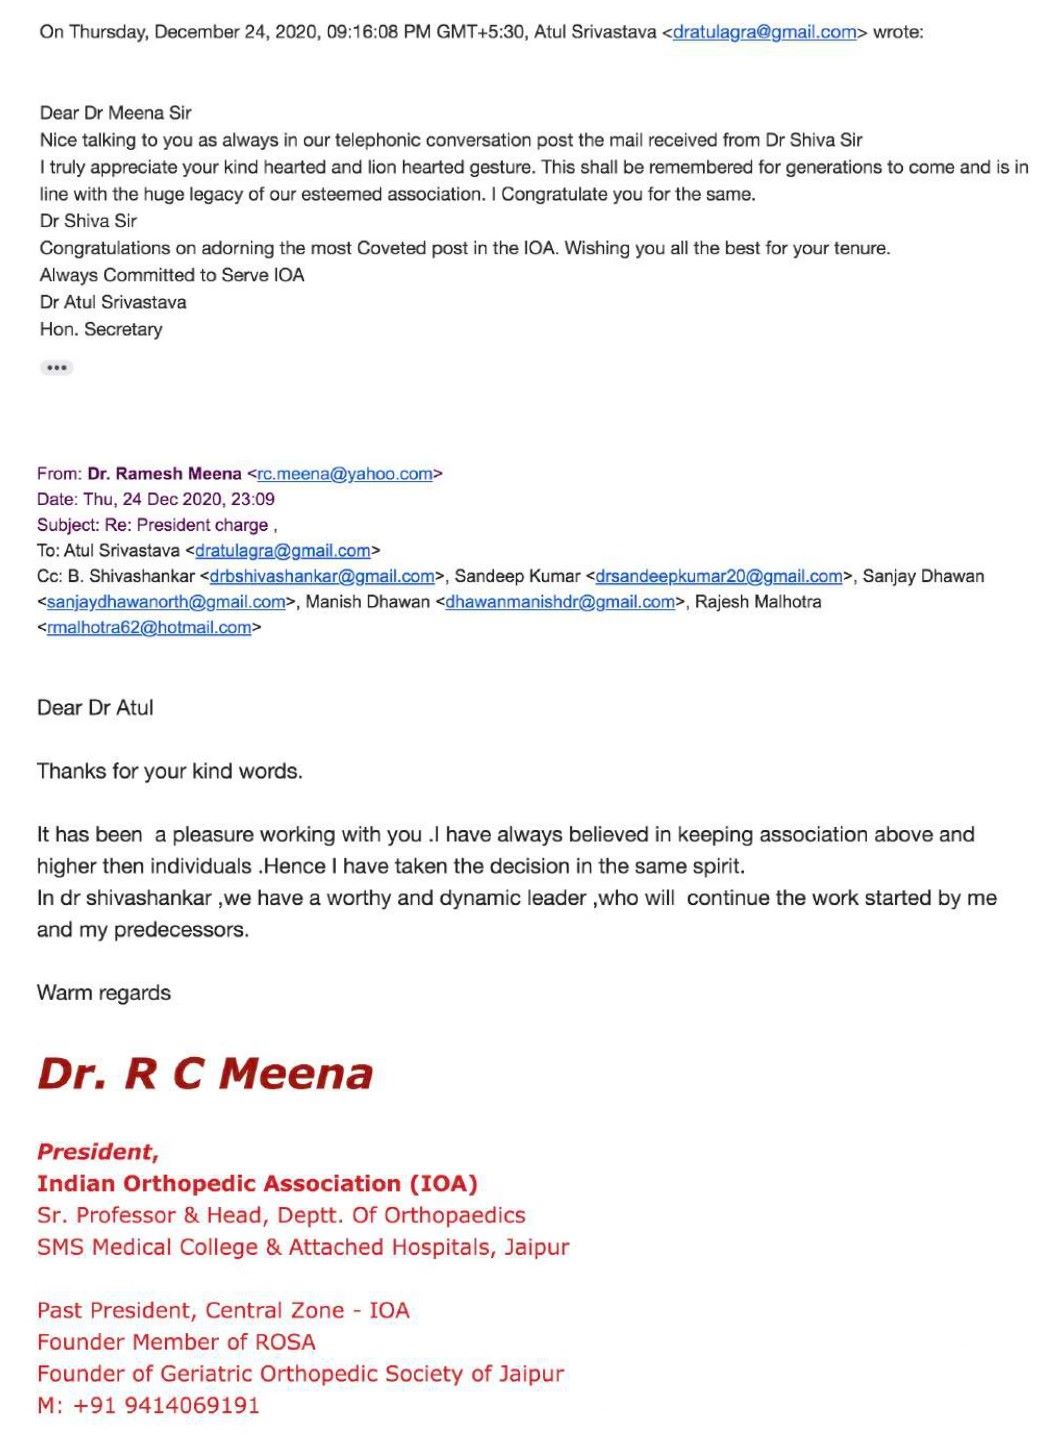 On Thursday, December 24, 2020, 09:16:08 PM GMT+5:30, Atul Srivastava <dratulagra@gmail.com> wrote:
Dear Dr Meena Sir
Nice talking to you as always in our telephonic conversation post the mail received from Dr Shiva Sir
I truly appreciate your kind hearted and lion hearted gesture. This shall be remembered for generations to come and is in
line with the huge legacy of our esteemed association. I Congratulate you for the same.
Dr Shiva Sir
Congratulations on adorning the most Coveted post in the IOA. Wishing you all the best for your tenure.
Always Committed to Serve IOA
Dr Atul Srivastava
Hon. Secretary
•••
From: Dr. Ramesh Meena <rc.meena@yahoo.com>
Date: Thu, 24 Dec 2020, 23:09
Subject: Re: President charge ,
To: Atul Srivastava <dratulagra@gmail.com>
Cc: B. Shivashankar <drbshivashankar@gmail.com>, Sandeep Kumar <drsandeepkumar20@gmail.com>, Sanjay Dhawan
<sanjaydhawanorth@gmail.com>, Manish Dhawan <dhawanmanishdr@gmail.com>, Rajesh Malhotra
<rmalhotra62@hotmail.com>
Dear Dr Atul
Thanks for your kind words.
It has been  a pleasure working with you .I have always believed in keeping association above and
higher then individuals .Hence I have taken the decision in the same spirit.
In dr shivashankar ,we have a worthy and dynamic leader ,who will  continue the work started by me
and my predecessors.
Warm regards
Dr. R C Meena
President,
Indian Orthopedic Association (IOA)
Sr. Professor & Head, Deptt. Of Orthopaedics
SMS Medical College & Attached Hospitals, Jaipur
Past President, Central Zone - IOA
Founder Member of ROSA
Founder of Geriatric Orthopedic Society of Jaipur
M: +91 9414069191